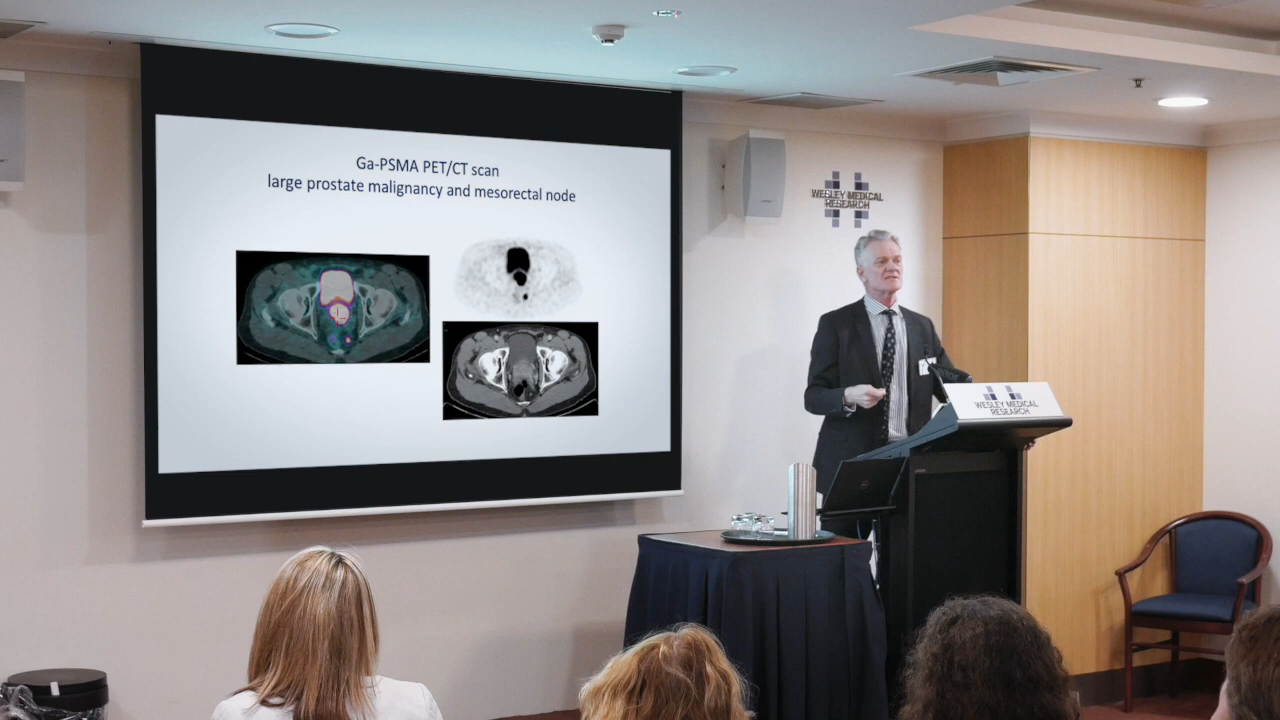 Ga-PSMA PET/CT scan
large prostate malignancy and mesorectal node
WESLEY MEDICAL
RESEARCH
WESLEY MEDICAL
RESEARCH